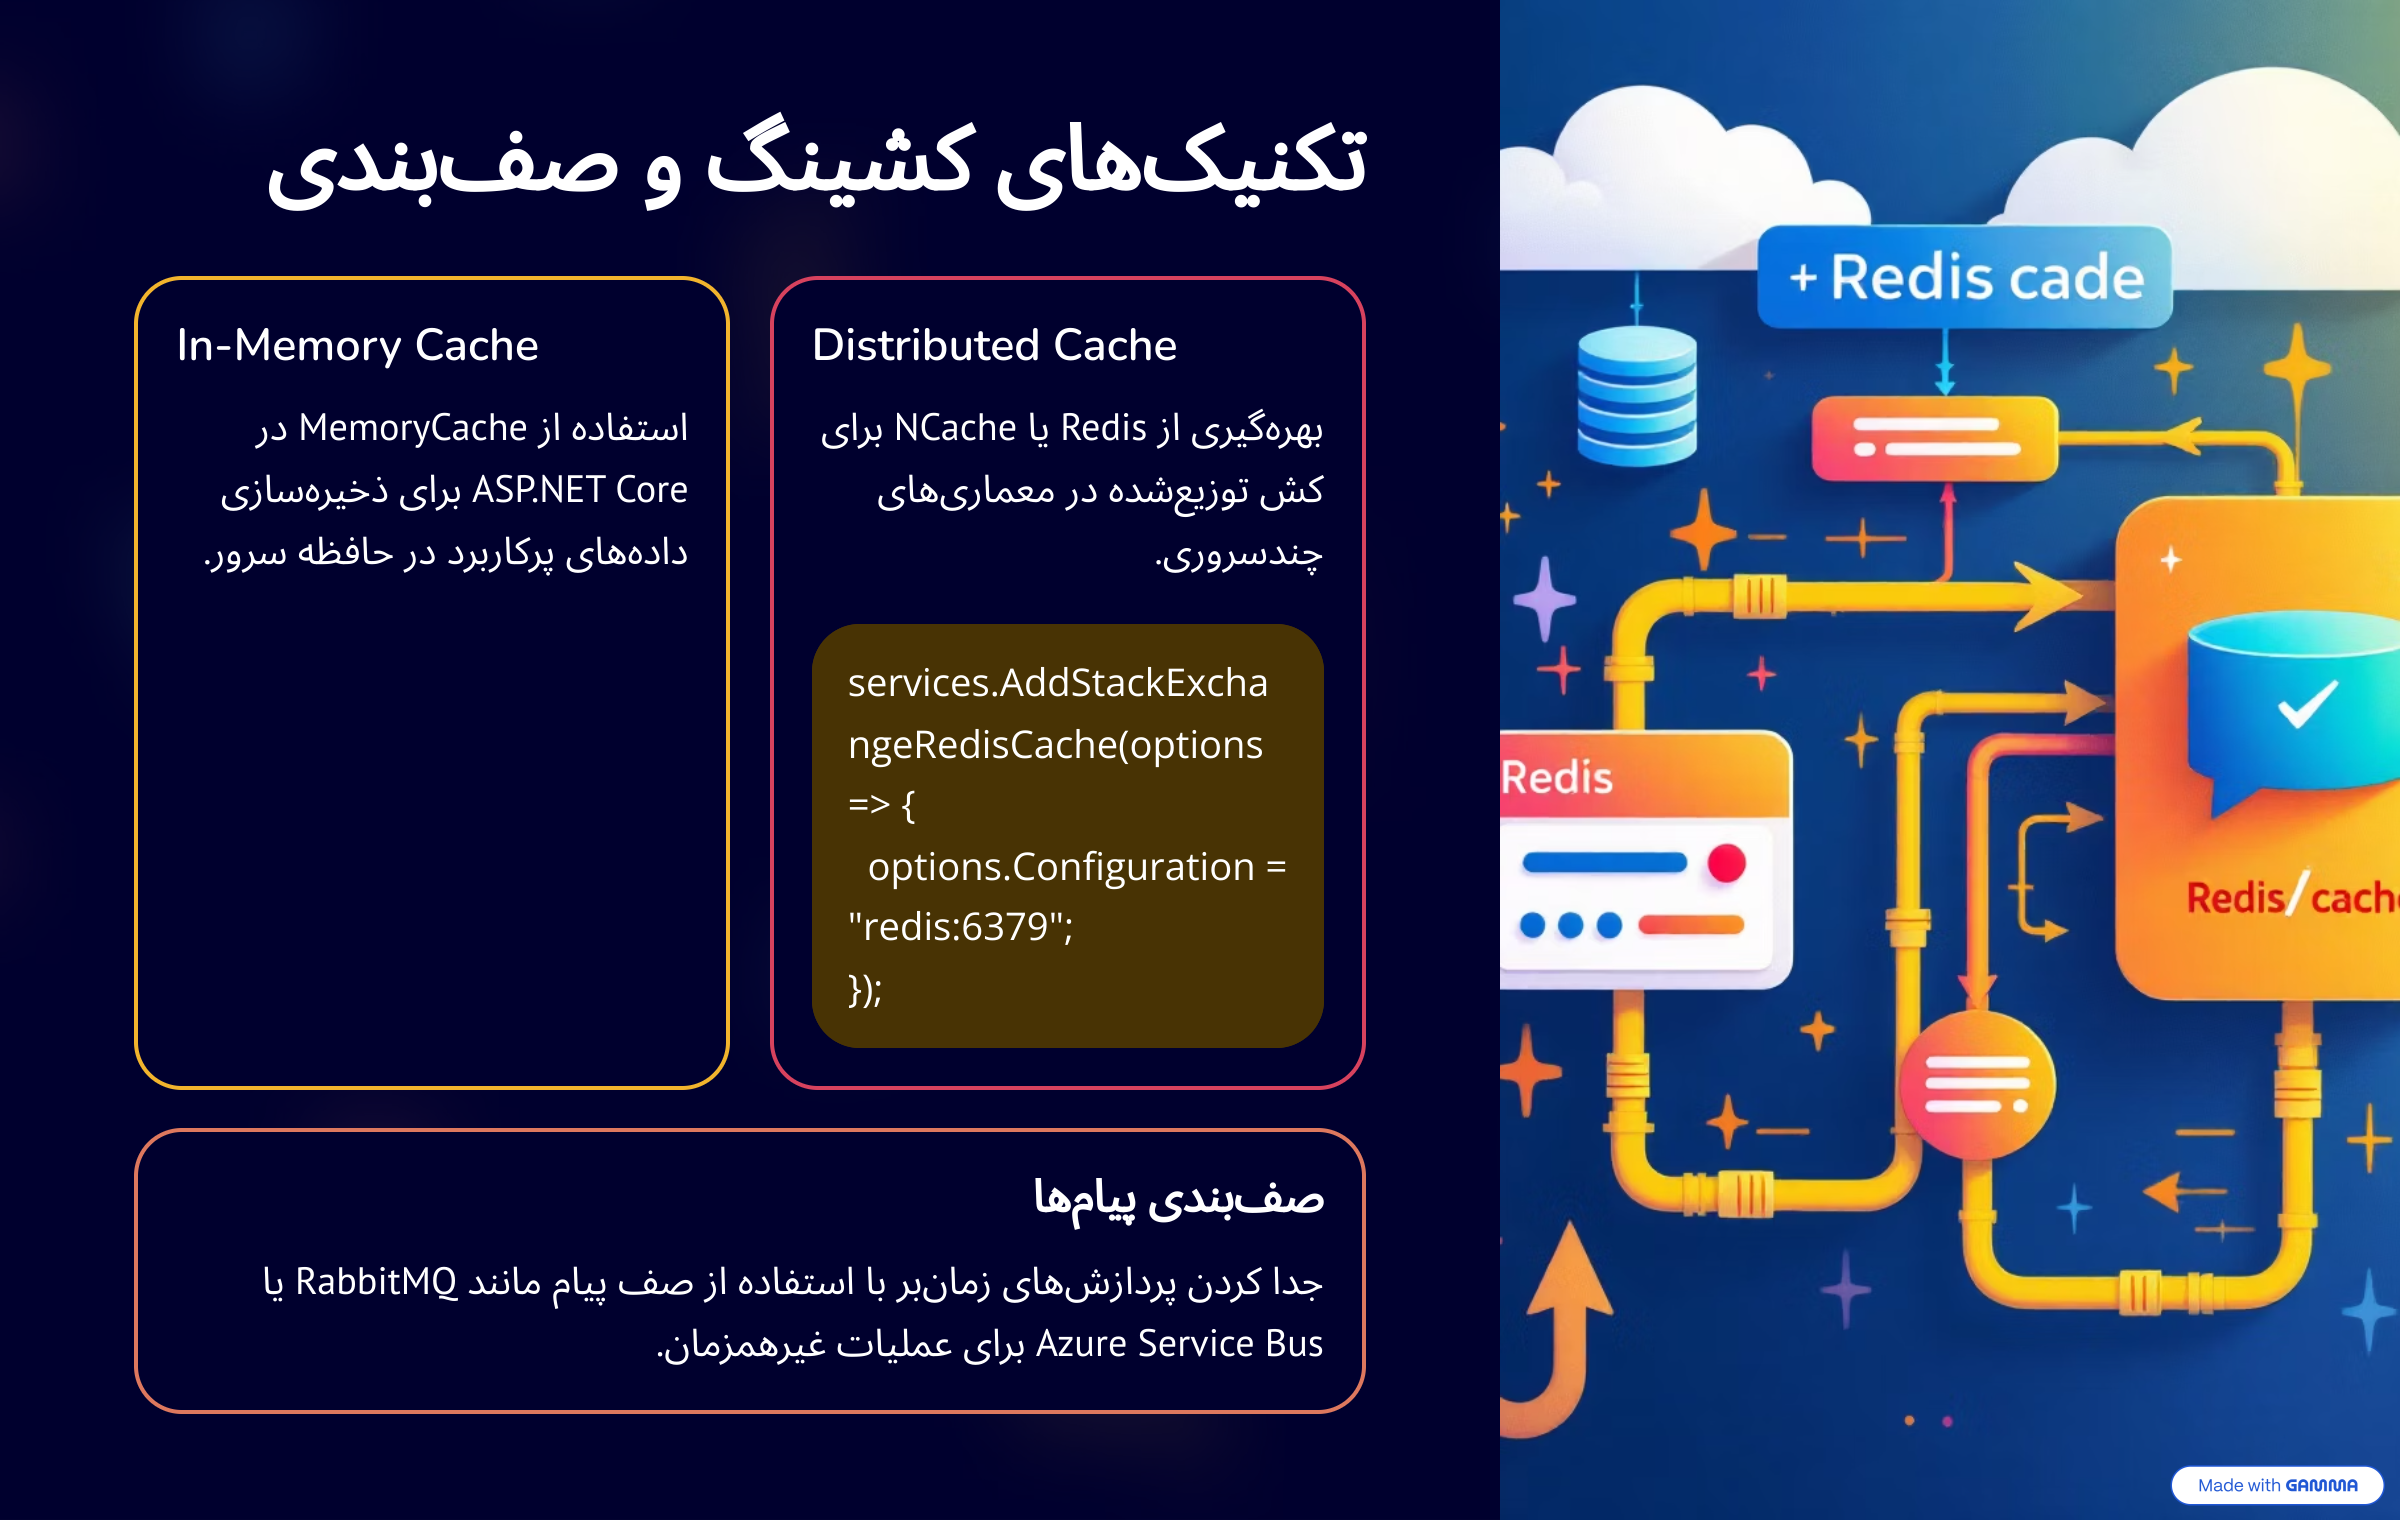 تکنیک‌های کشینگ و صف‌بندی
Distributed Cache
بهره‌گیری از Redis یا NCache برای
کش توزیع‌شده در معماری‌های
چندسروری.
services.AddStackExcha
ngeRedisCache(options
=> {
  options.Configuration =
"redis:6379";
});
In-Memory Cache
استفاده از MemoryCache در
ASP.NET Core برای ذخیره‌سازی
داده‌های پرکاربرد در حافظه سرور.
صف‌بندی پیام‌ها
جدا کردن پردازش‌های زمان‌بر با استفاده از صف پیام مانند RabbitMQ یا
Azure Service Bus برای عملیات غیرهمزمان.
+ Redis cade
Redis
Redis/cache
Made with GAMMA